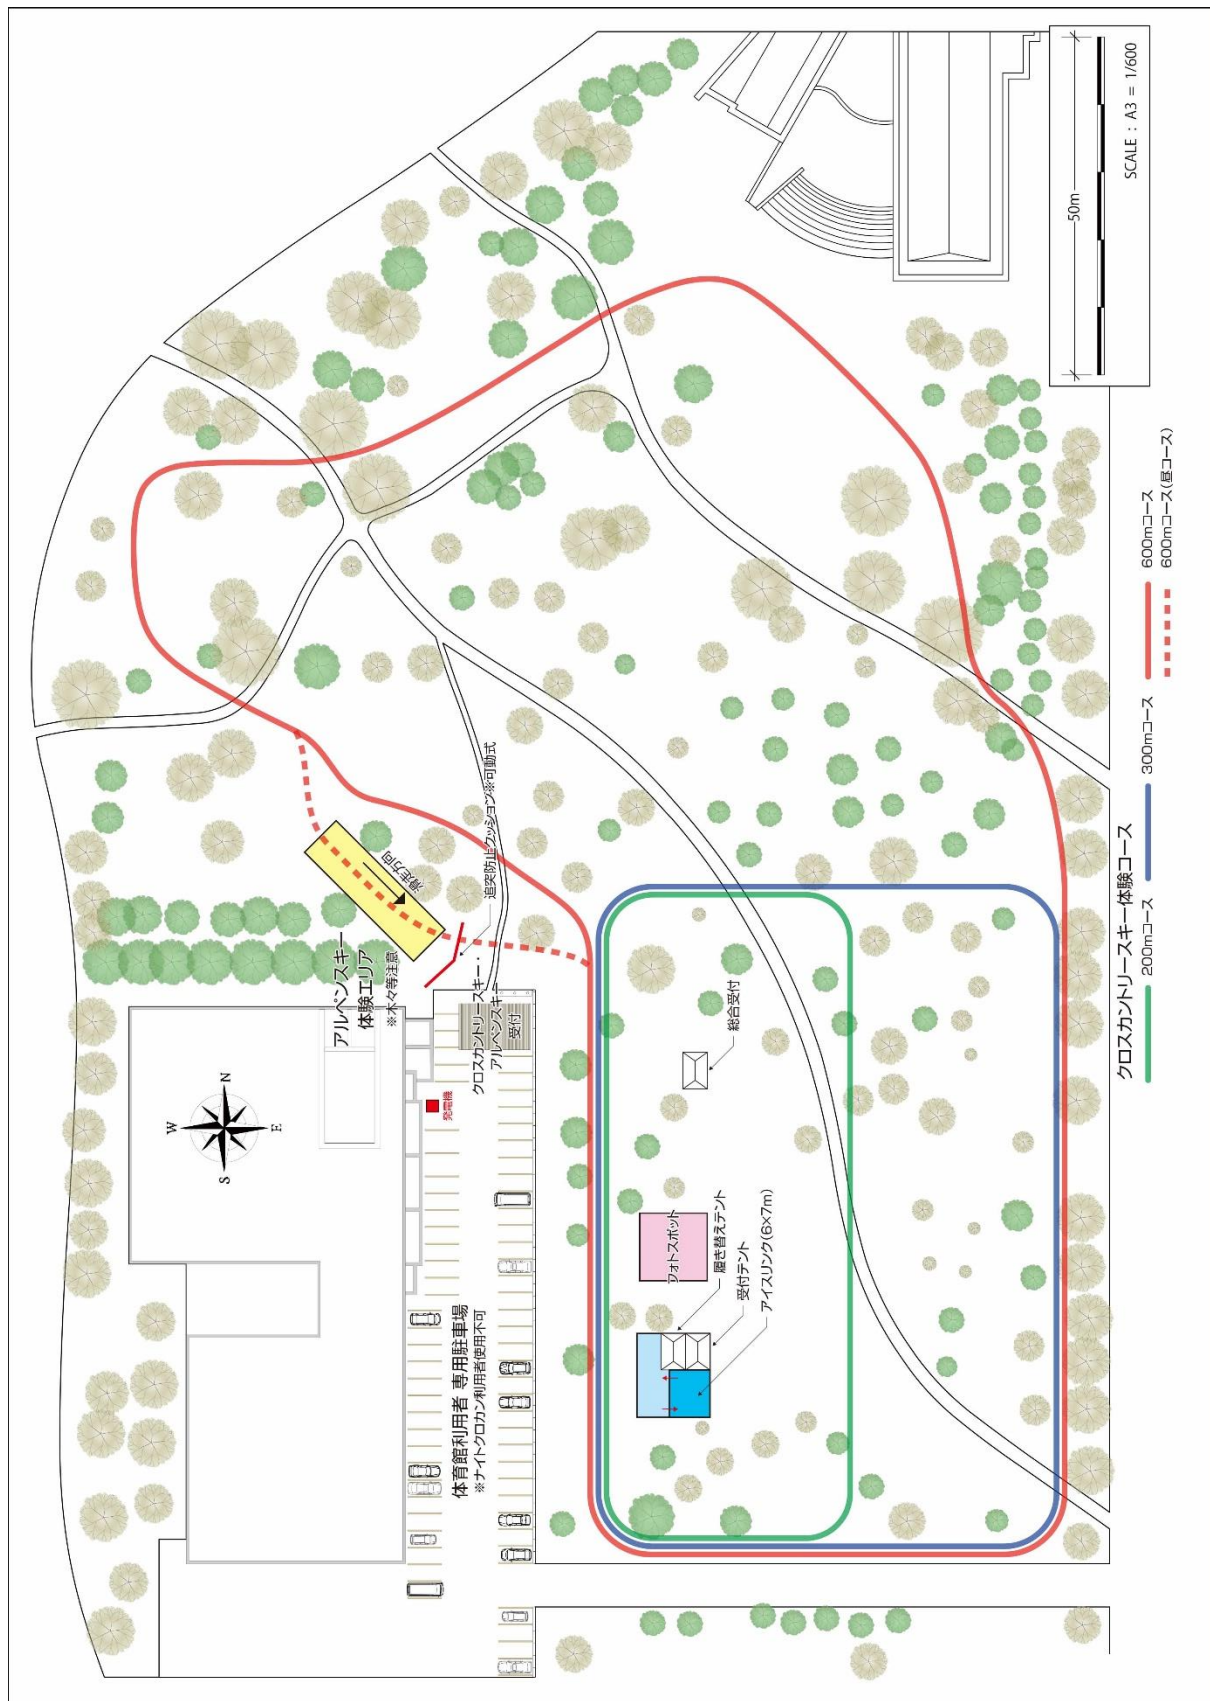 SCALE : A3 = 1/600
50m
追突防止クッション※可動式
滑走方向
アルペンスキー
体験エリア
※木々等注意
クロスカントリースキー・
アルペンスキー
受付
発電機
W
N
S
E
総合受付
フォトスポット
履き替えテント
受付テント
アイスリンク(6×7m)
体育館利用者 専用駐車場
※ナイトクロカン利用者使用不可
クロスカントリースキー体験コース
200mコース
300mコース
600mコース
600mコース(昼コース)